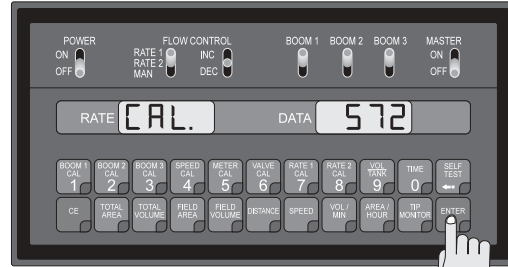 POWER
ON
OFF
FLOW CONTROL
RATE 1
RATE 2
MAN
INC
DEC
BOOM 1 BOOM 2 BOOM 3
MASTER
ON
OFF
RATE CAL. DATA 572
BOOM 1 CAL 1
BOOM 2 CAL 2
BOOM 3 CAL 3
SPEED CAL 4
METER CAL 5
VALVE CAL 6
RATE 1 CAL 7
RATE 2 CAL 8
VOL TANK 9
TIME 0
SELF TEST
CE
TOTAL AREA
TOTAL VOLUME
FIELD AREA
FIELD VOLUME
DISTANCE
SPEED
VOL / MIN
AREA / HOUR
TIP MONITOR
ENTER